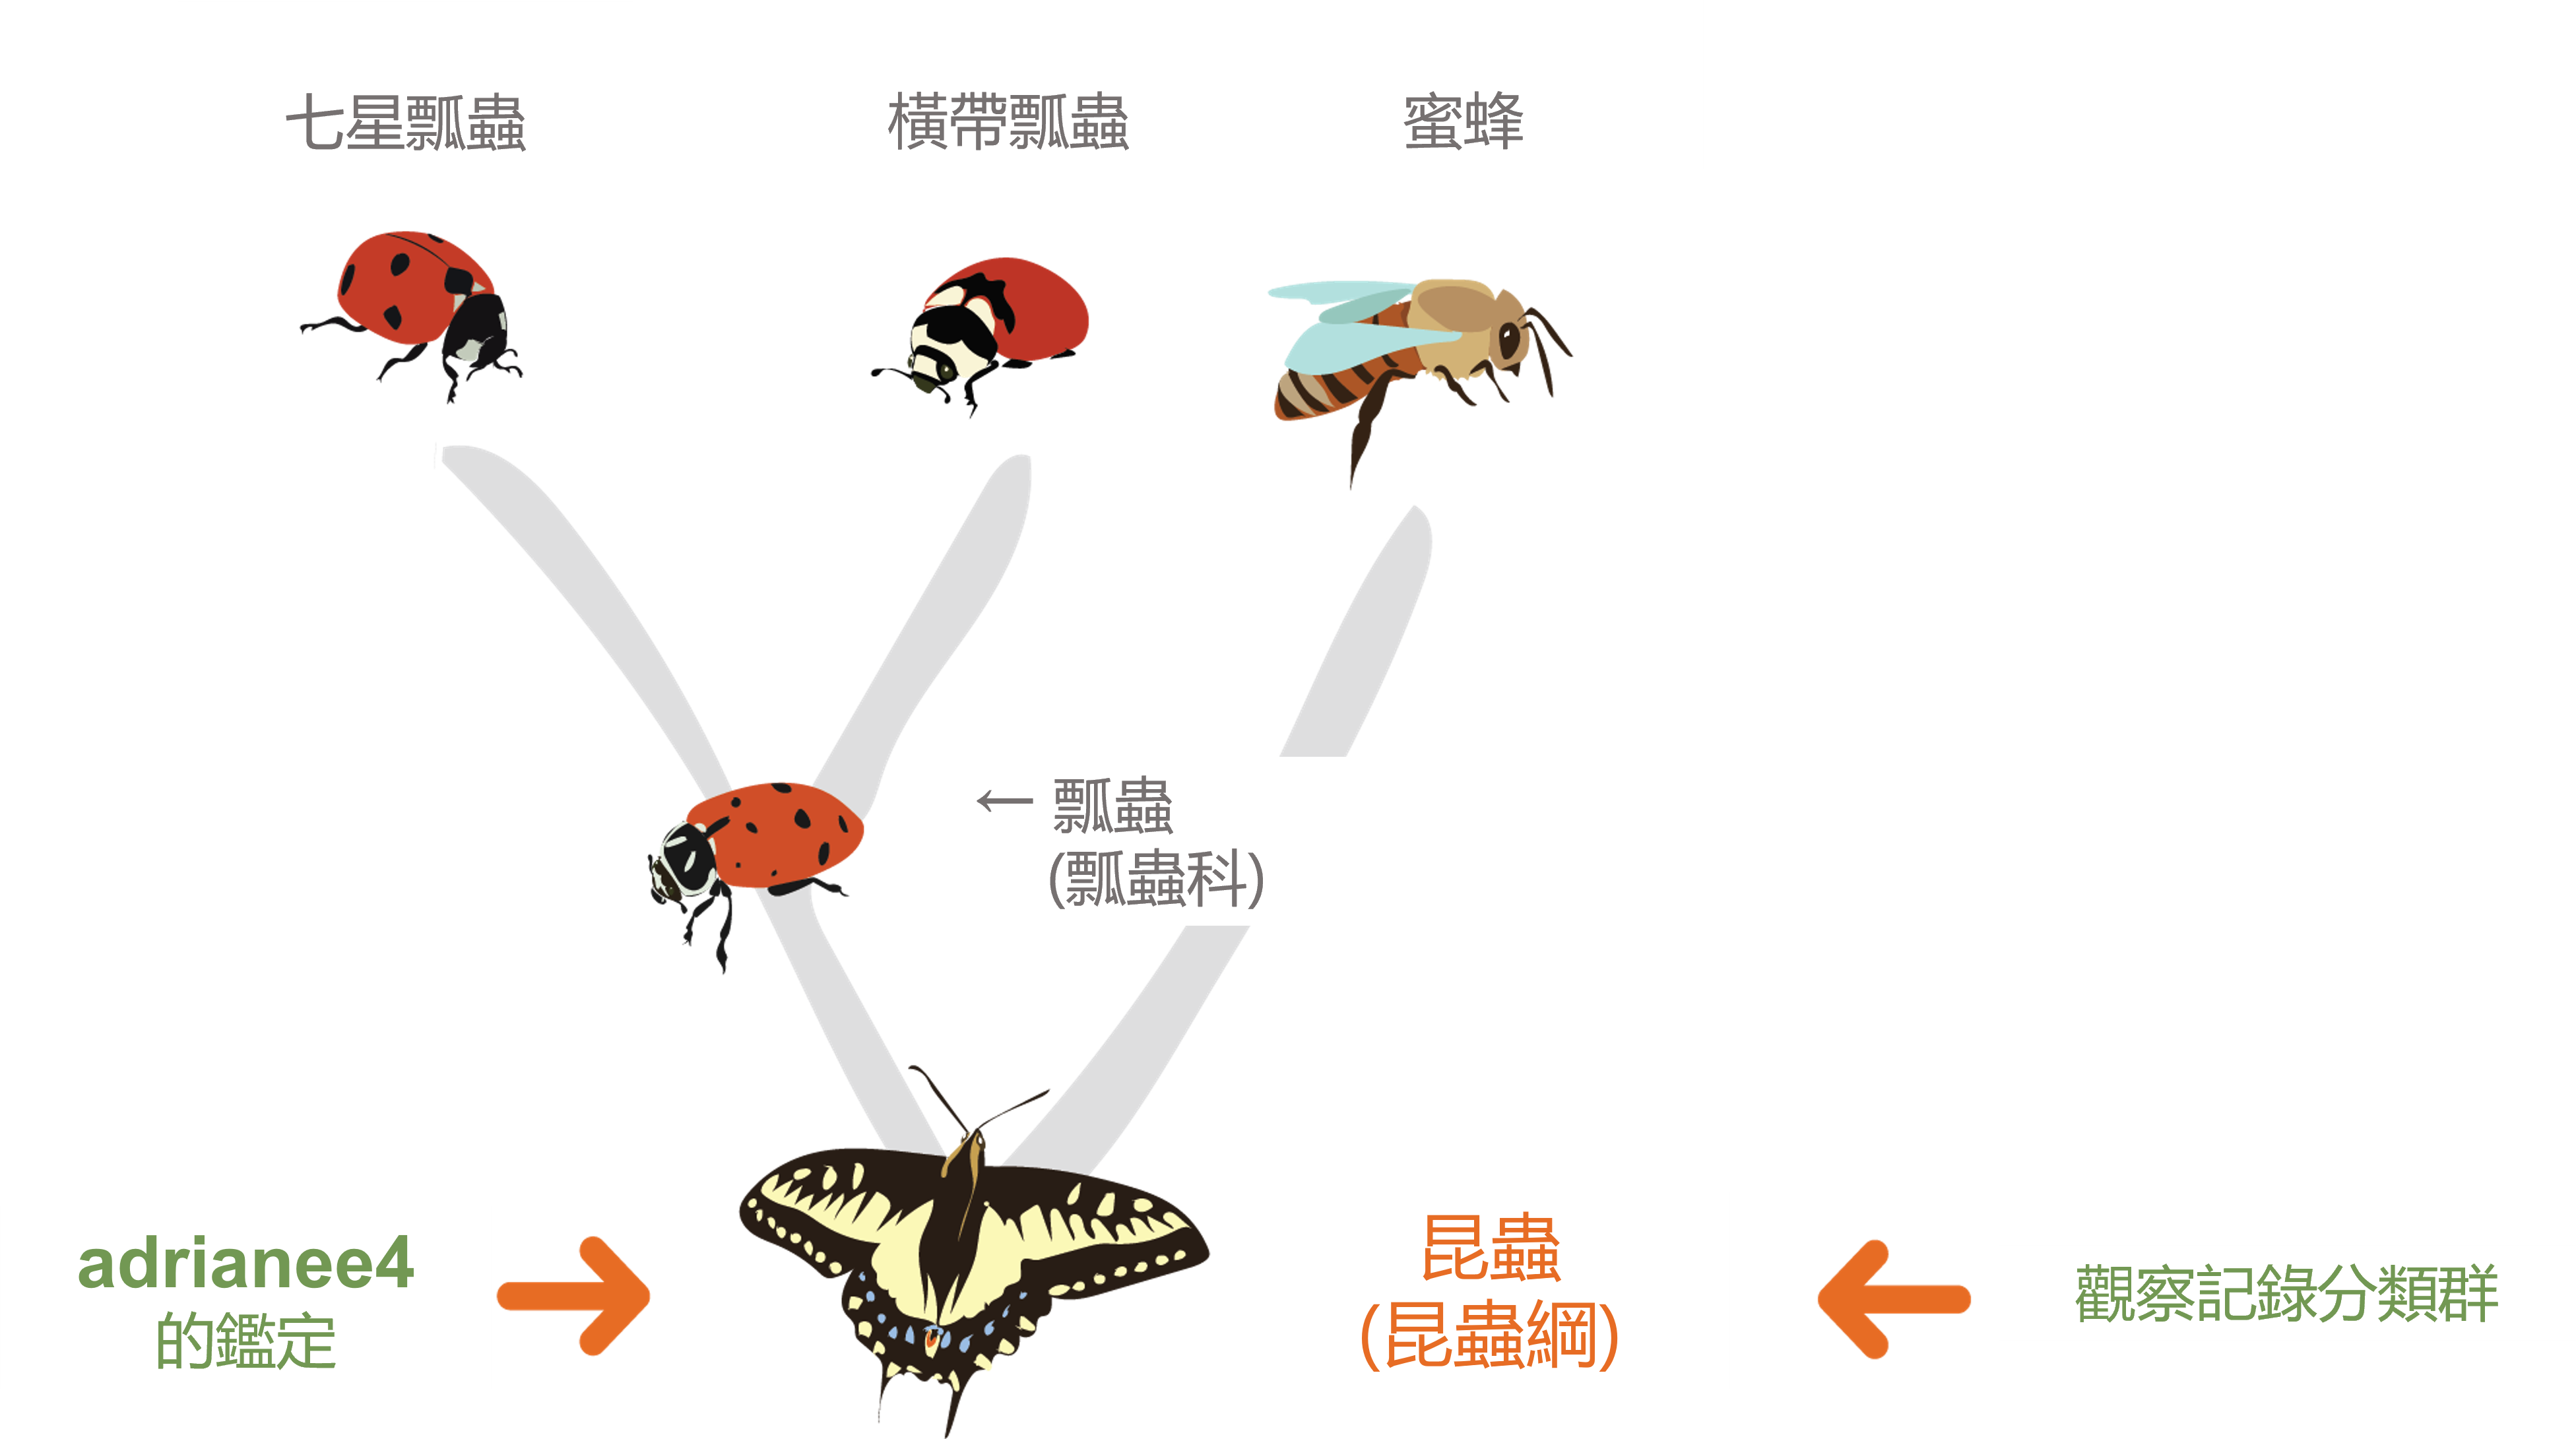 七星瓢蟲
橫帶瓢蟲
蜜蜂
← 瓢蟲
(瓢蟲科)
adrianee4
的鑑定
昆蟲
(昆蟲綱)
觀察記錄分類群